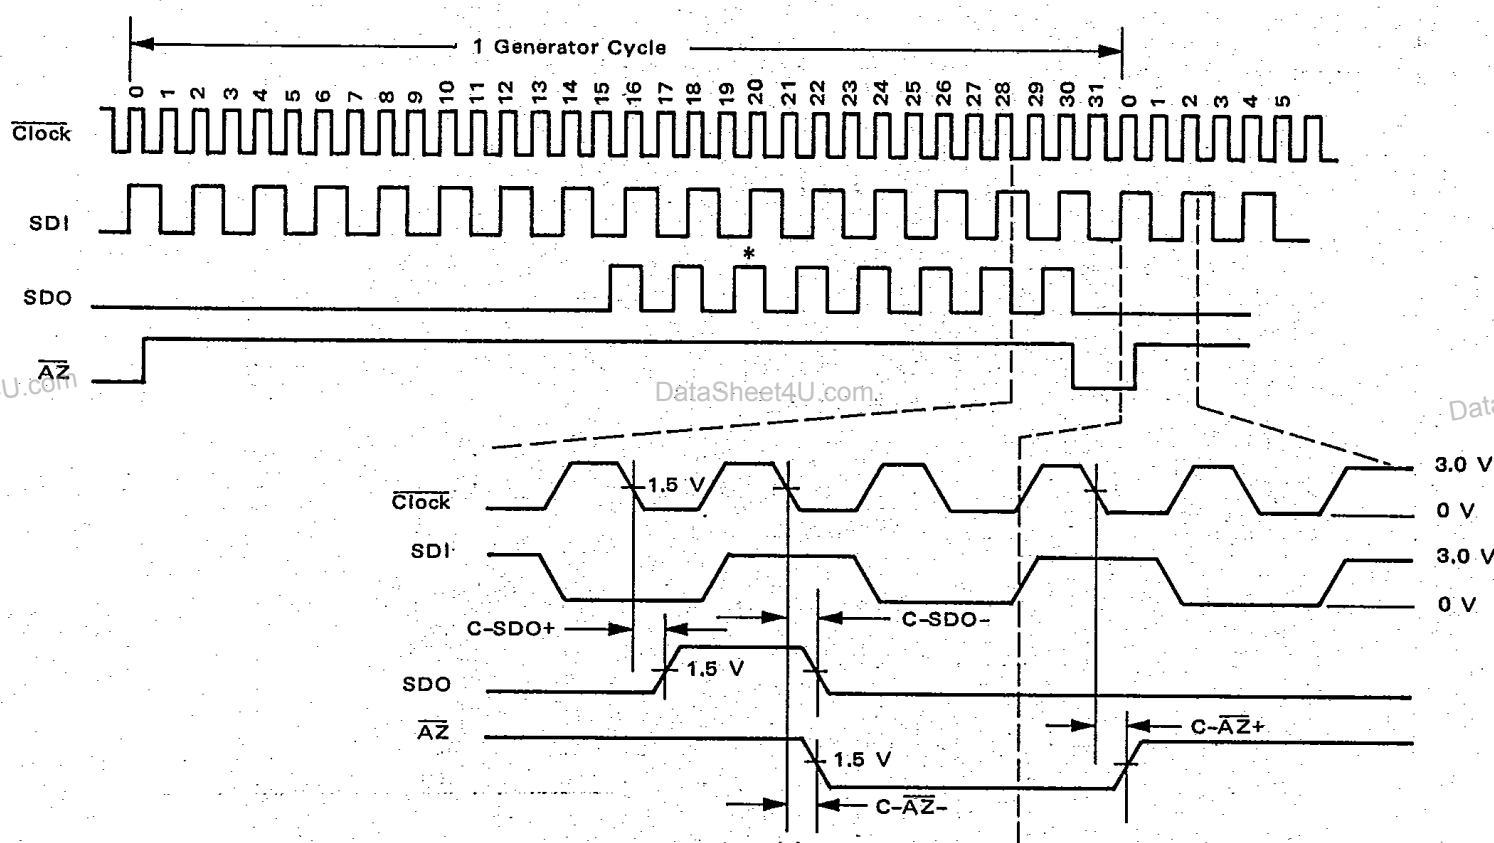 1 Generator Cycle
0 1 2 3 4 5 6 7 8 9 10 11 12 13 14 15 16 17 18 19 20 21 22 23 24 25 26 27 28 29 30 31 0 1 2 3 4 5
Clock
SDI
*
SDO
AZ
U.com
DataSheet4U.com
Data
3.0 V
Clock
1.5 V
0 V
SDI
3.0 V
0 V
C-SDO+
C-SDO-
1.5 V
SDO
AZ
C-AZ+
1.5 V
C-AZ-